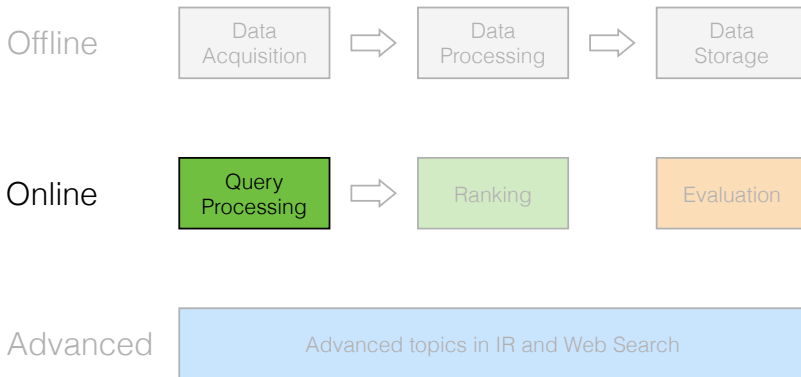 Offline
Data
Acquisition
Data
Processing
Data
Storage
Online
Query
Processing
Ranking
Evaluation
Advanced
Advanced topics in IR and Web Search